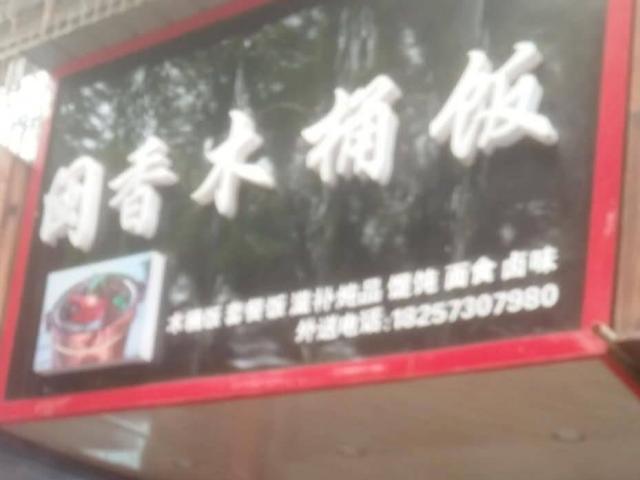 闻香木桶饭
木桶饭 套餐饭 滋补炖品 馄饨 面食 卤味
外送电话:18257307980